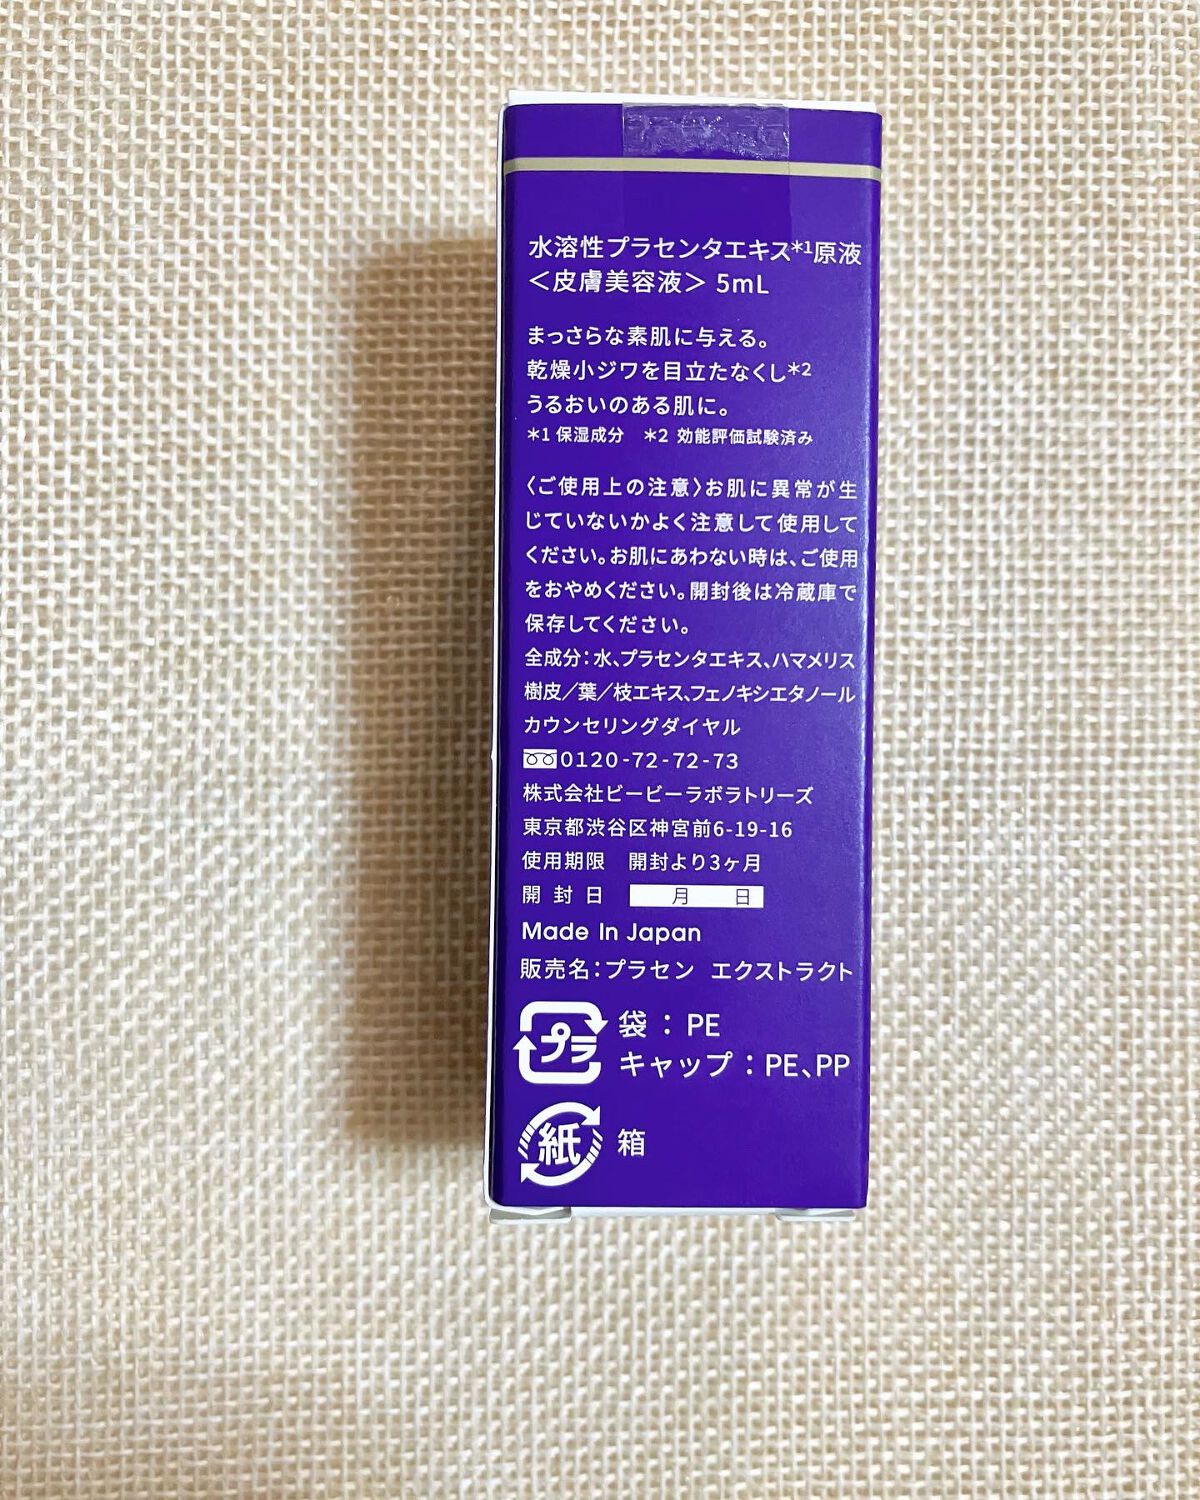 水溶性プラセンタエキス*1原液
＜皮膚美容液＞ 5mL
まっさらな素肌に与える。
乾燥小ジワを目立たなくし*2
うるおいのある肌に。
*1 保湿成分　*2 効能評価試験済み
〈ご使用上の注意〉お肌に異常が生
じていないかよく注意して使用して
ください。お肌にあわない時は、ご使用
をおやめください。開封後は冷蔵庫で
保存してください。
全成分：水、プラセンタエキス、ハマメリス
樹皮／葉／枝エキス、フェノキシエタノール
カウンセリングダイヤル
0120-72-72-73
株式会社ビービーラボラトリーズ
東京都渋谷区神宮前6-19-16
使用期限　開封より3ヶ月
開封日　月　日
Made In Japan
販売名：プラセン エクストラクト
プラ 袋：PE
キャップ：PE、PP
紙 箱